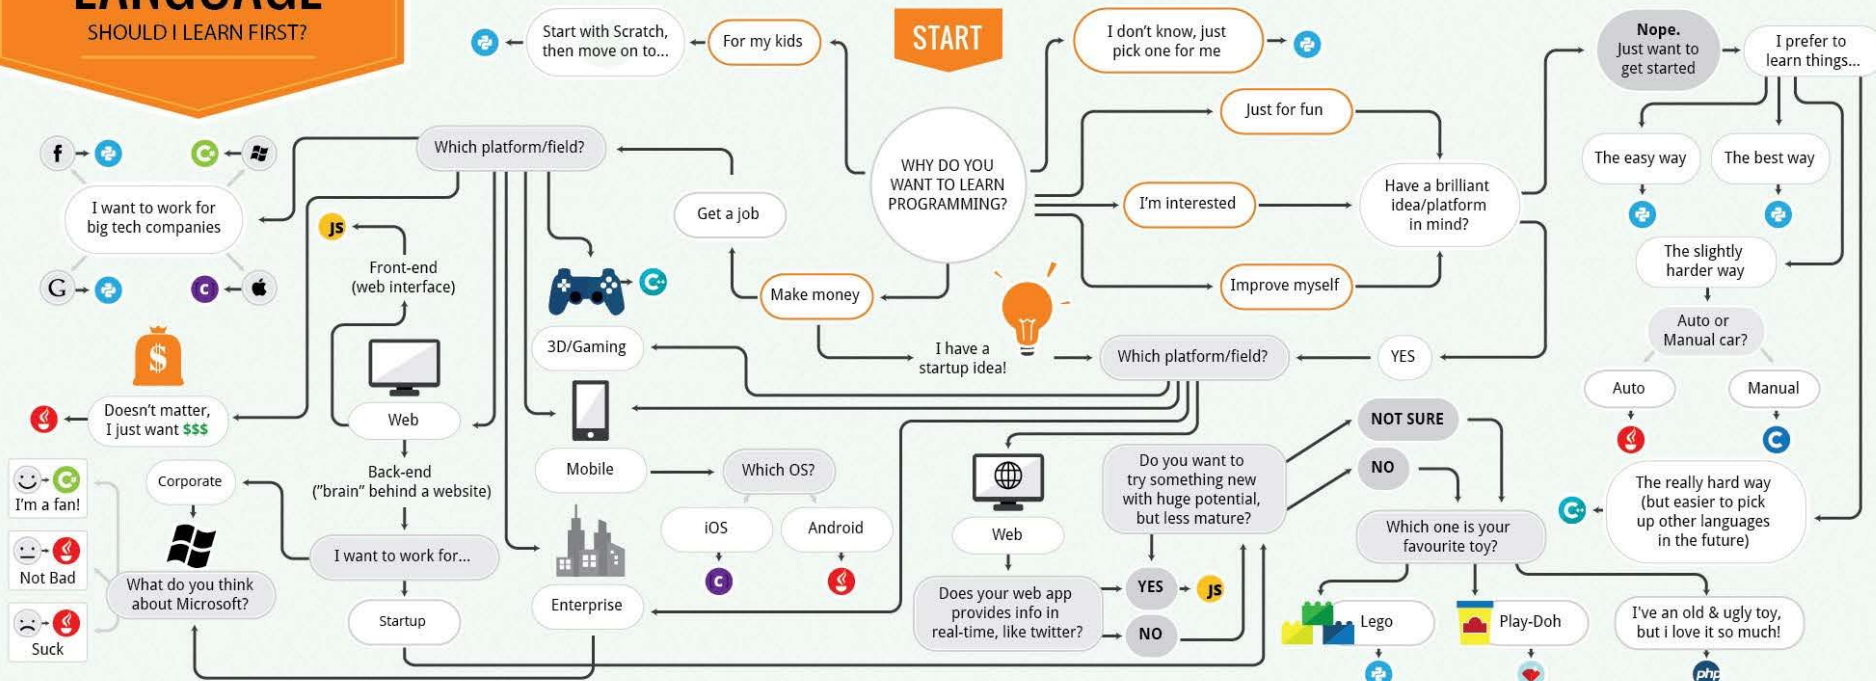 LANGUAGE
SHOULD I LEARN FIRST?
START
Start with Scratch,
then move on to...
For my kids
I don't know, just
pick one for me
Nope.
Just want to
get started
I prefer to
learn things...
Just for fun
Which platform/field?
WHY DO YOU
WANT TO LEARN
PROGRAMMING?
The easy way
The best way
f
C#
I want to work for
big tech companies
JS
Get a job
I'm interested
Have a brilliant
idea/platform
in mind?
The slightly
harder way
Front-end
(web interface)
G
C
C++
Make money
Improve myself
Auto or
Manual car?
$
3D/Gaming
I have a
startup idea!
Which platform/field?
YES
Auto
Manual
Doesn't matter,
I just want $$$
Web
NOT SURE
C
Back-end
("brain" behind a website)
Mobile
Which OS?
Do you want to
try something new
with huge potential,
but less mature?
NO
The really hard way
(but easier to pick
up other languages
in the future)
C++
C#
I'm a fan!
Corporate
iOS
Android
Web
Which one is your
favourite toy?
Not Bad
What do you think
about Microsoft?
I want to work for...
C
Enterprise
Does your web app
provides info in
real-time, like twitter?
YES
JS
NO
Suck
Startup
Lego
Play-Doh
I've an old & ugly toy,
but i love it so much!
php